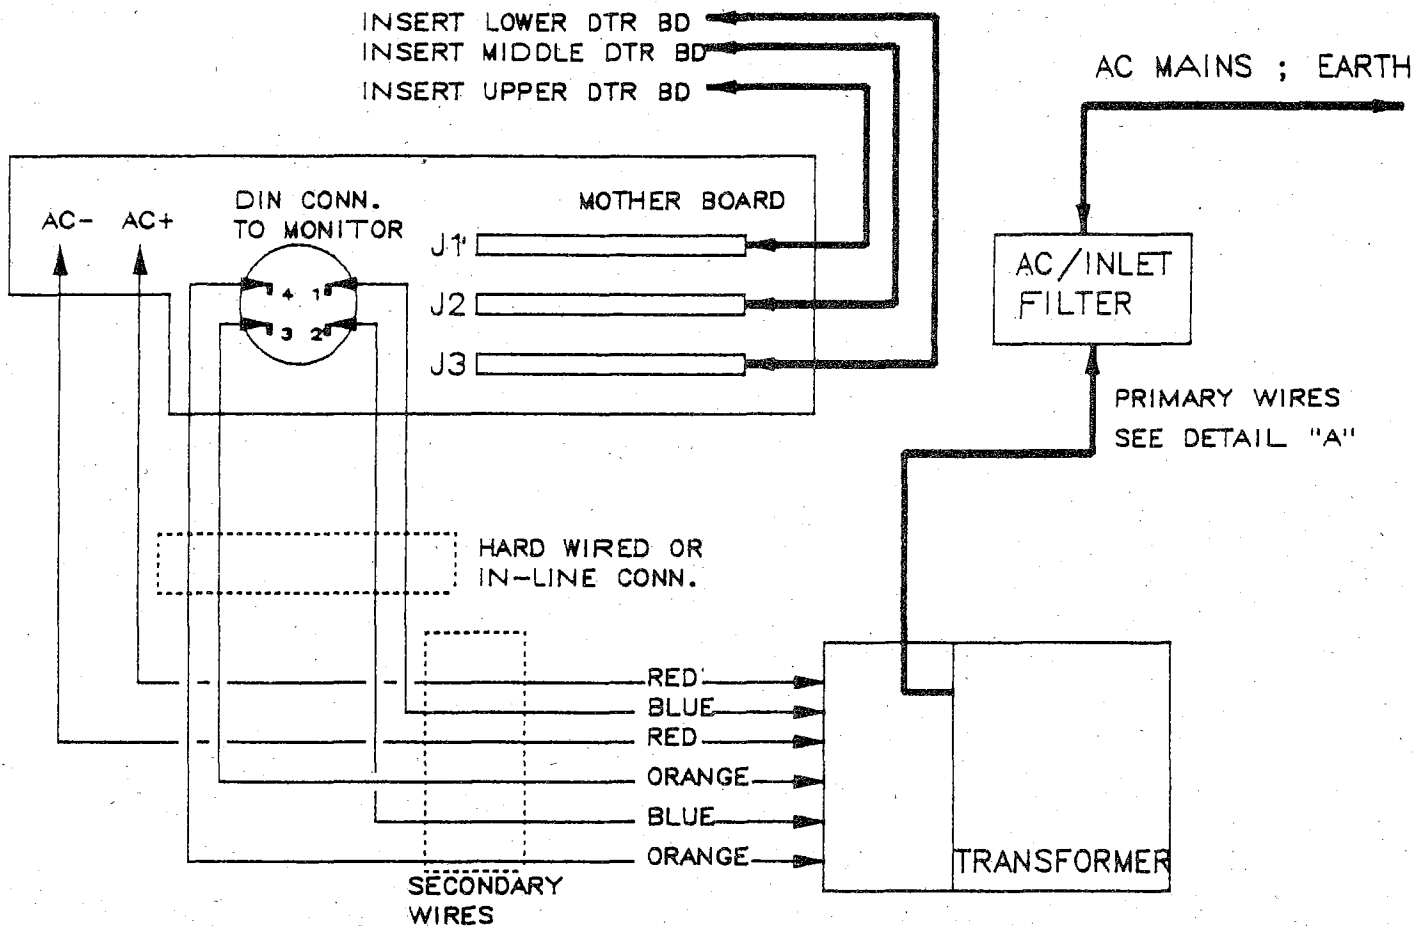 INSERT LOWER DTR BD
INSERT MIDDLE DTR BD
INSERT UPPER DTR BD
AC MAINS ; EARTH
AC- AC+
DIN CONN.
TO MONITOR
MOTHER BOARD
J1
J2
J3
4 1
3 2
AC/INLET
FILTER
PRIMARY WIRES
SEE DETAIL "A"
HARD WIRED OR
IN-LINE CONN.
RED
BLUE
RED
ORANGE
BLUE
ORANGE
TRANSFORMER
SECONDARY
WIRES